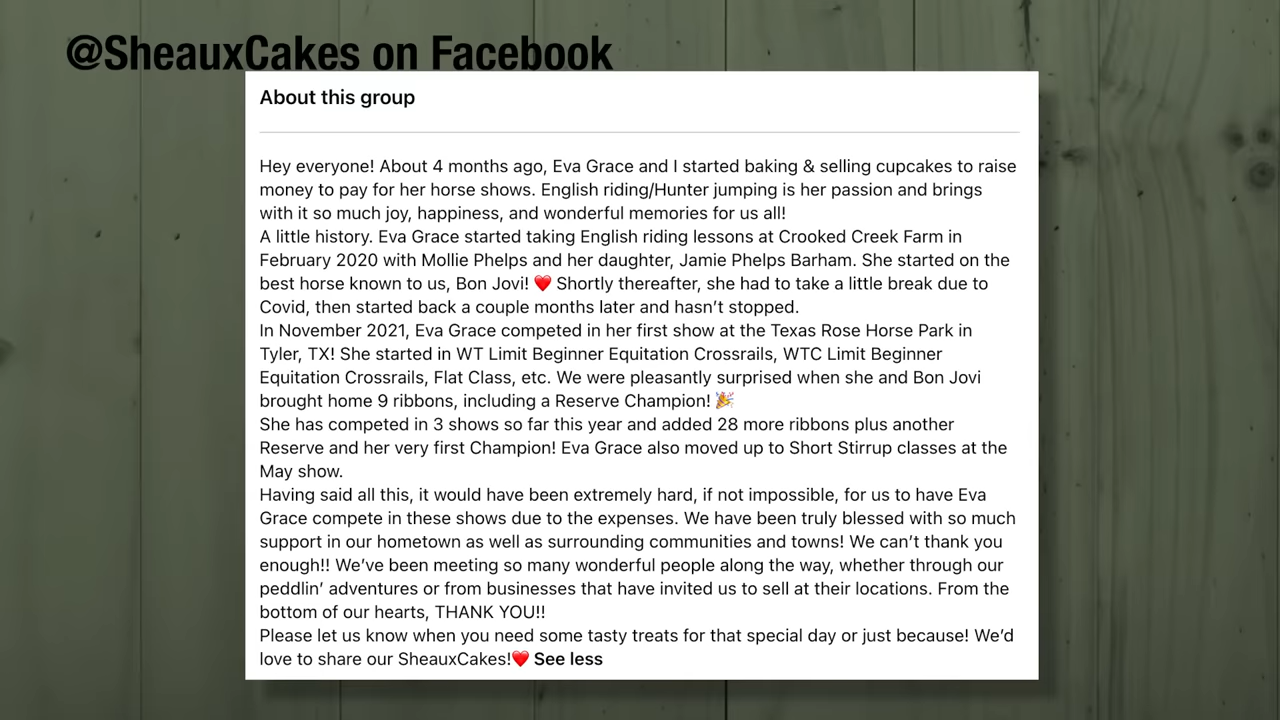 @SheauxCakes on Facebook
About this group
Hey everyone! About 4 months ago, Eva Grace and I started baking & selling cupcakes to raise
money to pay for her horse shows. English riding/Hunter jumping is her passion and brings
with it so much joy, happiness, and wonderful memories for us all!
A little history. Eva Grace started taking English riding lessons at Crooked Creek Farm in
February 2020 with Mollie Phelps and her daughter, Jamie Phelps Barham. She started on the
best horse known to us, Bon Jovi! ❤️ Shortly thereafter, she had to take a little break due to
Covid, then started back a couple months later and hasn’t stopped.
In November 2021, Eva Grace competed in her first show at the Texas Rose Horse Park in
Tyler, TX! She started in WT Limit Beginner Equitation Crossrails, WTC Limit Beginner
Equitation Crossrails, Flat Class, etc. We were pleasantly surprised when she and Bon Jovi
brought home 9 ribbons, including a Reserve Champion! 🎉
She has competed in 3 shows so far this year and added 28 more ribbons plus another
Reserve and her very first Champion! Eva Grace also moved up to Short Stirrup classes at the
May show.
Having said all this, it would have been extremely hard, if not impossible, for us to have Eva
Grace compete in these shows due to the expenses. We have been truly blessed with so much
support in our hometown as well as surrounding communities and towns! We can’t thank you
enough!! We’ve been meeting so many wonderful people along the way, whether through our
peddlin’ adventures or from businesses that have invited us to sell at their locations. From the
bottom of our hearts, THANK YOU!!
Please let us know when you need some tasty treats for that special day or just because! We’d
love to share our SheauxCakes!❤️ See less